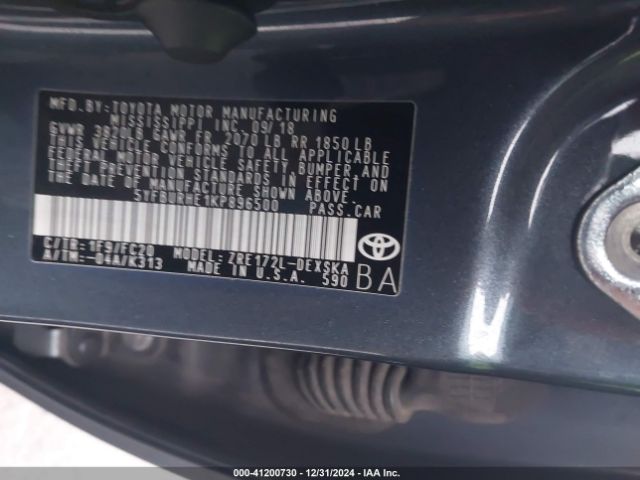 MFD. BY: TOYOTA MOTOR MANUFACTURING
MISSISSIPPI, INC. 09/18
GVWR 3820LB GAWR FR 2070 LB RR 1850 LB
THIS VEHICLE CONFORMS TO ALL APPLICABLE
FEDERAL MOTOR VEHICLE SAFETY, BUMPER, AND
THEFT PREVENTION STANDARDS IN EFFECT ON
THE DATE OF MANUFACTURE SHOWN ABOVE.
5YFBURHE1KP896500 PASS.CAR
C/TR: 1F9/FC20 MODEL: ZRE172L-DEXSKA
A/TM: -04A/K313 MADE IN U.S.A. 590
BA
000-41200730 - 12/31/2024 - IAA Inc.